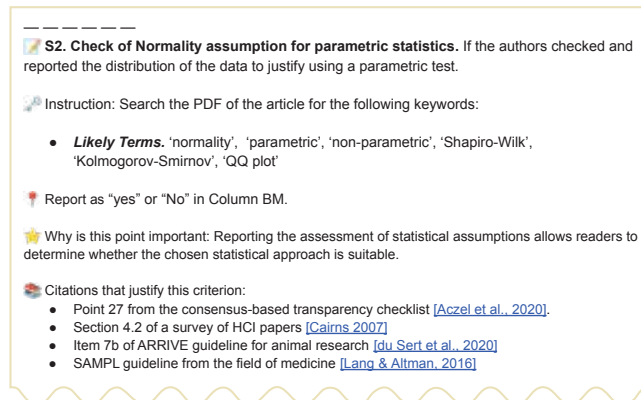 — — — — — —
📝 S2. Check of Normality assumption for parametric statistics. If the authors checked and
reported the distribution of the data to justify using a parametric test.
🔎 Instruction: Search the PDF of the article for the following keywords:
● Likely Terms. ‘normality’, ‘parametric’, ‘non-parametric’, ‘Shapiro-Wilk’,
‘Kolmogorov-Smirnov’, ‘QQ plot’
📍 Report as “yes” or “No” in Column BM.
🌟 Why is this point important: Reporting the assessment of statistical assumptions allows readers to
determine whether the chosen statistical approach is suitable.
📚 Citations that justify this criterion:
● Point 27 from the consensus-based transparency checklist [Aczel et al., 2020].
● Section 4.2 of a survey of HCI papers [Cairns 2007]
● Item 7b of ARRIVE guideline for animal research [du Sert et al., 2020]
● SAMPL guideline from the field of medicine [Lang & Altman, 2016]